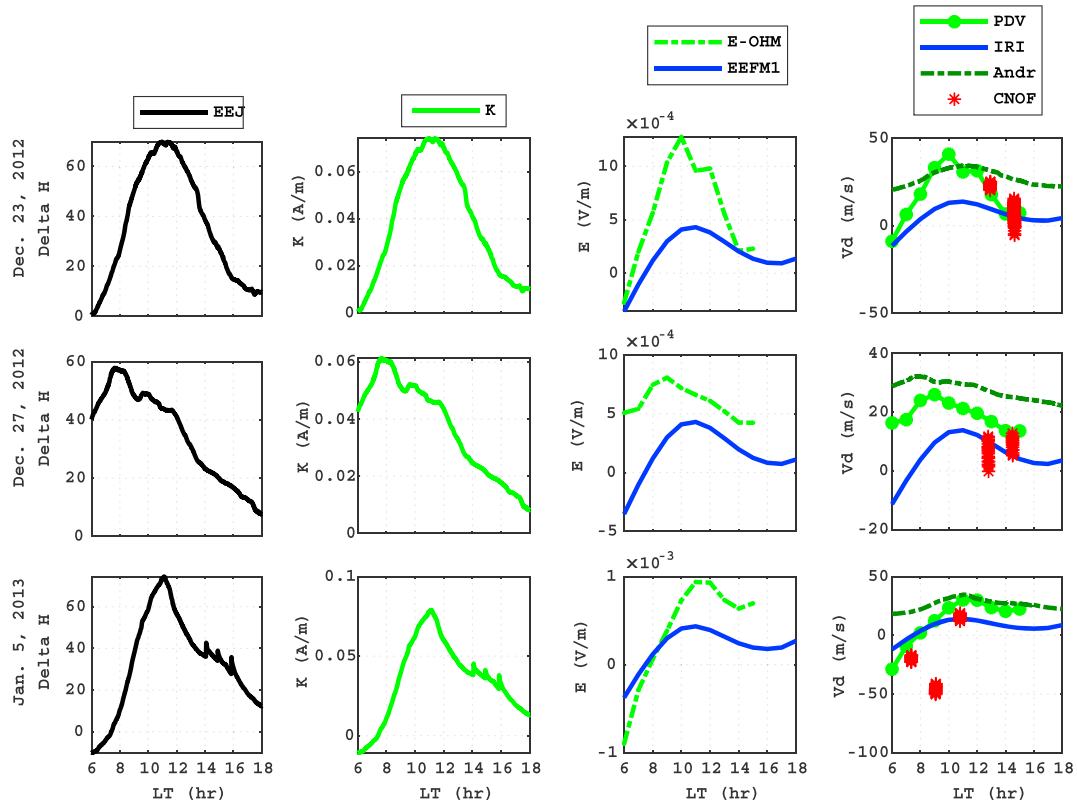 PDV
IRI
Andr
CNOF
E-OHM
EEFM1
EEJ
K
Dec. 23, 2012
Delta H
60
40
20
0
K (A/m)
0.06
0.04
0.02
0
×10⁻⁴
E (V/m)
10
5
0
Vd (m/s)
50
0
-50
Dec. 27, 2012
Delta H
60
40
20
0
K (A/m)
0.06
0.04
0.02
0
×10⁻⁴
E (V/m)
10
5
0
-5
Vd (m/s)
40
20
0
-20
Jan. 5, 2013
Delta H
60
40
20
0
K (A/m)
0.1
0.05
0
×10⁻³
E (V/m)
1
0
-1
Vd (m/s)
50
0
-50
-100
6 8 10 12 14 16 18
6 8 10 12 14 16 18
6 8 10 12 14 16 18
6 8 10 12 14 16 18
LT (hr)
LT (hr)
LT (hr)
LT (hr)